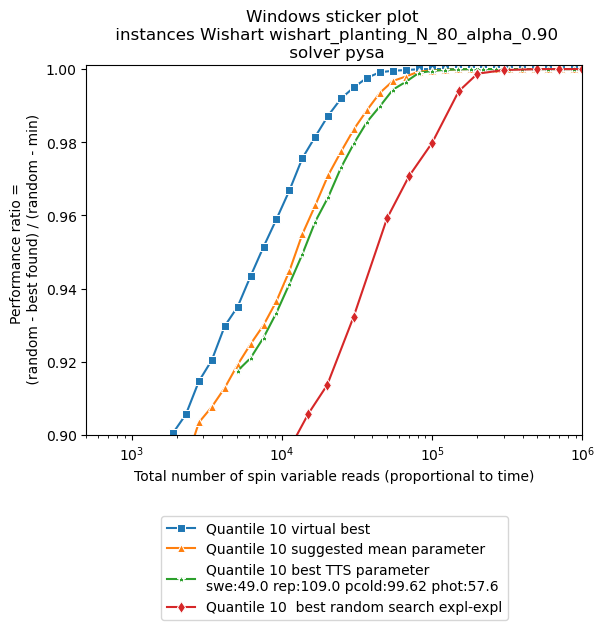 Windows sticker plot
instances Wishart wishart_planting_N_80_alpha_0.90
solver pysa
Performance ratio =
(random - best found) / (random - min)
1.00
0.98
0.96
0.94
0.92
0.90
10³ 10⁴ 10⁵ 10⁶
Total number of spin variable reads (proportional to time)
Quantile 10 virtual best
Quantile 10 suggested mean parameter
Quantile 10 best TTS parameter
swe:49.0 rep:109.0 pcold:99.62 phot:57.6
Quantile 10  best random search expl-expl